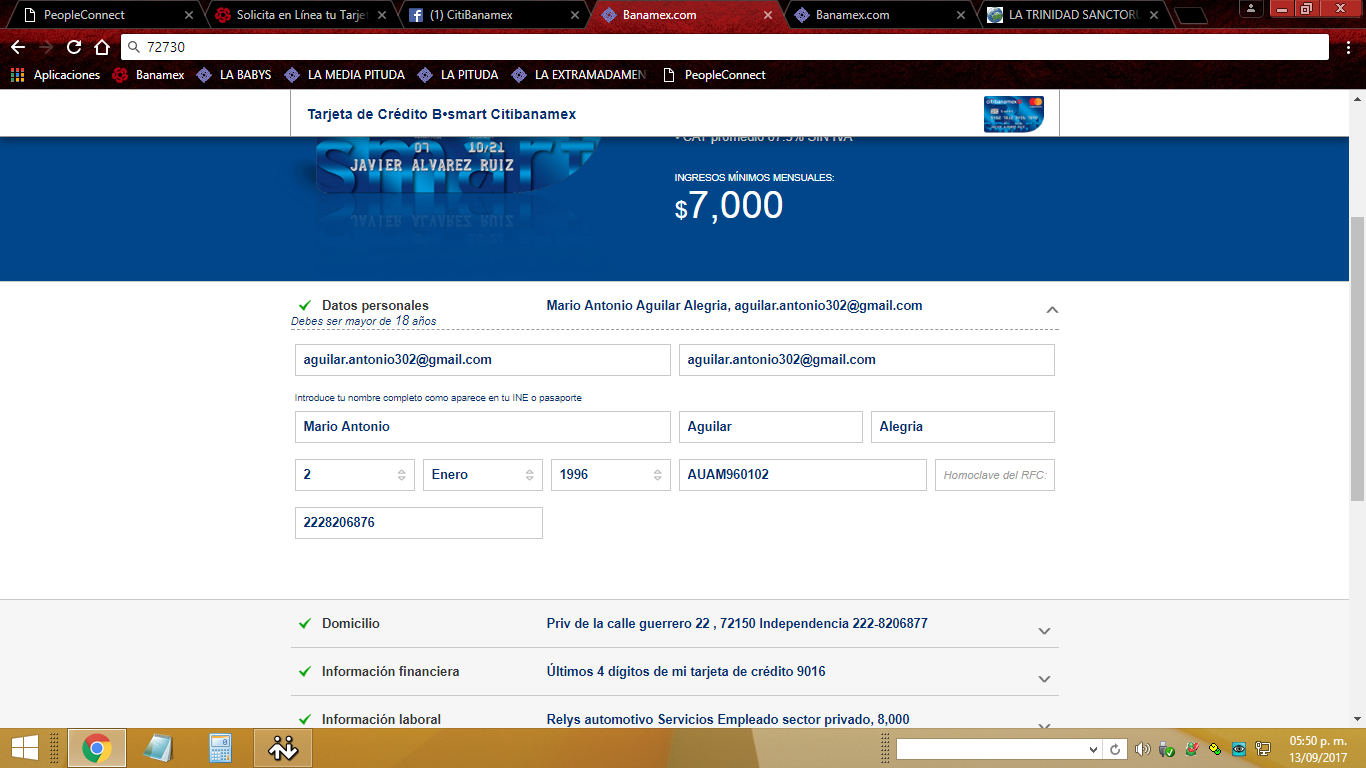 PeopleConnect
Solicita en Línea tu Tarje
(1) CitiBanamex
Banamex.com
Banamex.com
LA TRINIDAD SANCTORU
72730
Aplicaciones
Banamex
LA BABYS
LA MEDIA PITUDA
LA PITUDA
LA EXTRAMADAMEN
PeopleConnect
Tarjeta de Crédito B•smart Citibanamex
citibanamex
• CAT promedio 67.5% SIN IVA
07 10/21
JAVIER ALVAREZ RUIZ
smart
INGRESOS MÍNIMOS MENSUALES:
$7,000
Datos personales
Mario Antonio Aguilar Alegria, aguilar.antonio302@gmail.com
Debes ser mayor de 18 años
aguilar.antonio302@gmail.com
aguilar.antonio302@gmail.com
Introduce tu nombre completo como aparece en tu INE o pasaporte
Mario Antonio
Aguilar
Alegria
2
Enero
1996
AUAM960102
Homoclave del RFC:
2228206876
Domicilio
Priv de la calle guerrero 22 , 72150 Independencia 222-8206877
Información financiera
Últimos 4 dígitos de mi tarjeta de crédito 9016
Información laboral
Relys automotivo Servicios Empleado sector privado, 8,000
05:50 p. m.
13/09/2017